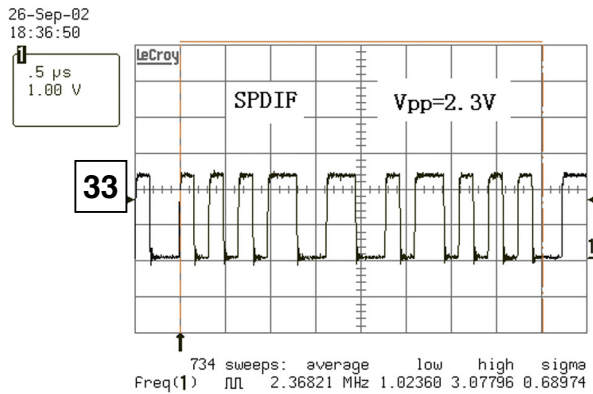 26-Sep-02
18:36:50
1
.5 µs
1.00 V
LeCroy
SPDIF
Vpp=2.3V
33
1
734 sweeps: average low high sigma
Freq(1) 2.36821 MHz 1.02360 3.07796 0.68974